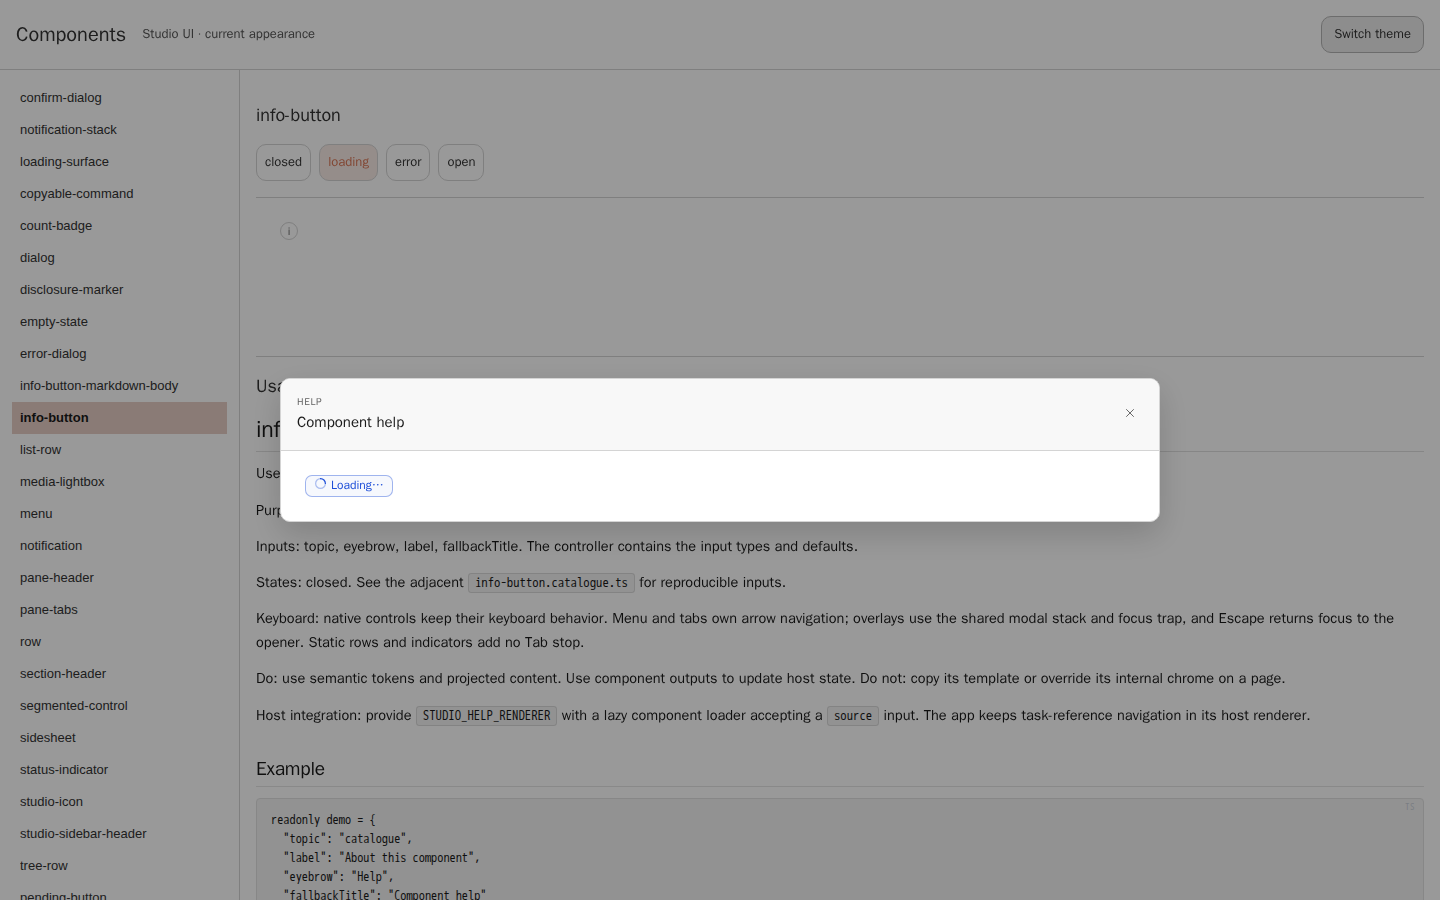 Components
Studio UI · current appearance
Switch theme
confirm-dialog
notification-stack
loading-surface
copyable-command
count-badge
dialog
disclosure-marker
empty-state
error-dialog
info-button-markdown-body
info-button
list-row
media-lightbox
menu
notification
pane-header
pane-tabs
row
section-header
segmented-control
sidesheet
status-indicator
studio-icon
studio-sidebar-header
tree-row
pending-button
info-button
closed
loading
error
open
i
HELP
Component help
Loading···
Inputs: topic, eyebrow, label, fallbackTitle. The controller contains the input types and defaults.
States: closed. See the adjacent info-button.catalogue.ts for reproducible inputs.
Keyboard: native controls keep their keyboard behavior. Menu and tabs own arrow navigation; overlays use the shared modal stack and focus trap, and Escape returns focus to the
opener. Static rows and indicators add no Tab stop.
Do: use semantic tokens and projected content. Use component outputs to update host state. Do not: copy its template or override its internal chrome on a page.
Host integration: provide STUDIO_HELP_RENDERER with a lazy component loader accepting a source input. The app keeps task-reference navigation in its host renderer.
Example
TS
readonly demo = {
"topic": "catalogue",
"label": "About this component",
"eyebrow": "Help",
"fallbackTitle": "Component help"